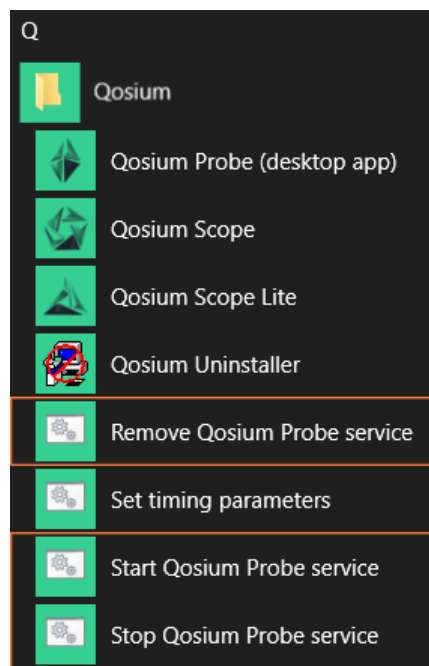 Q
Qosium
Qosium Probe (desktop app)
Qosium Scope
Qosium Scope Lite
Qosium Uninstaller
Remove Qosium Probe service
Set timing parameters
Start Qosium Probe service
Stop Qosium Probe service